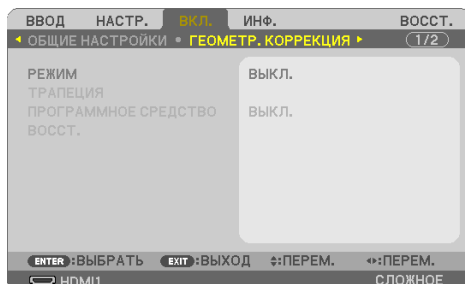 ВВОД НАСТР. ВКЛ. ИНФ. ВОССТ.
ОБЩИЕ НАСТРОЙКИ • ГЕОМЕТР. КОРРЕКЦИЯ 1/2
РЕЖИМ ВЫКЛ.
ТРАПЕЦИЯ
ПРОГРАММНОЕ СРЕДСТВО ВЫКЛ.
ВОССТ.
ENTER :ВЫБРАТЬ EXIT :ВЫХОД :ПЕРЕМ. :ПЕРЕМ.
HDMI1 СЛОЖНОЕ